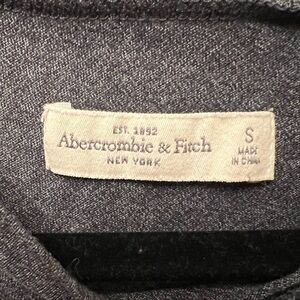 EST. 1892
Abercrombie & Fitch
NEW YORK
S
MADE
IN CHINA